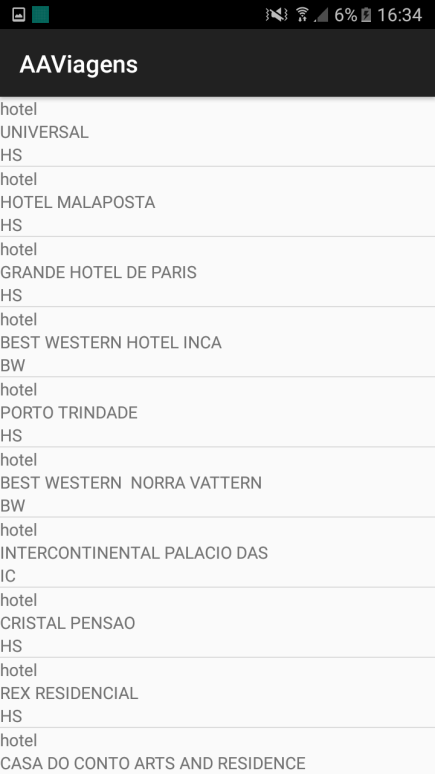 6% 16:34
AAViagens
hotel
UNIVERSAL
HS
hotel
HOTEL MALAPOSTA
HS
hotel
GRANDE HOTEL DE PARIS
HS
hotel
BEST WESTERN HOTEL INCA
BW
hotel
PORTO TRINDADE
HS
hotel
BEST WESTERN  NORRA VATTERN
BW
hotel
INTERCONTINENTAL PALACIO DAS
IC
hotel
CRISTAL PENSAO
HS
hotel
REX RESIDENCIAL
HS
hotel
CASA DO CONTO ARTS AND RESIDENCE